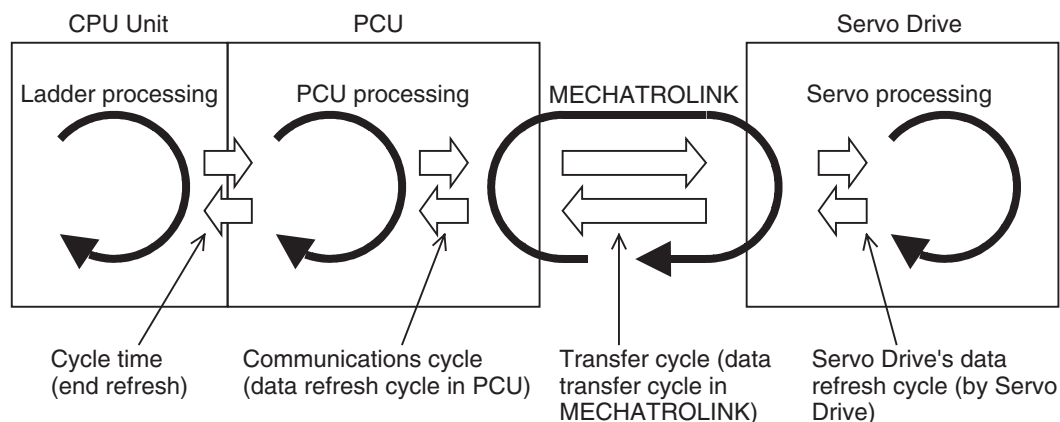 CPU Unit
PCU
Servo Drive
Ladder processing
PCU processing
MECHATROLINK
Servo processing
Cycle time
(end refresh)
Communications cycle
(data refresh cycle in PCU)
Transfer cycle (data
transfer cycle in
MECHATROLINK)
Servo Drive's data
refresh cycle (by Servo
Drive)